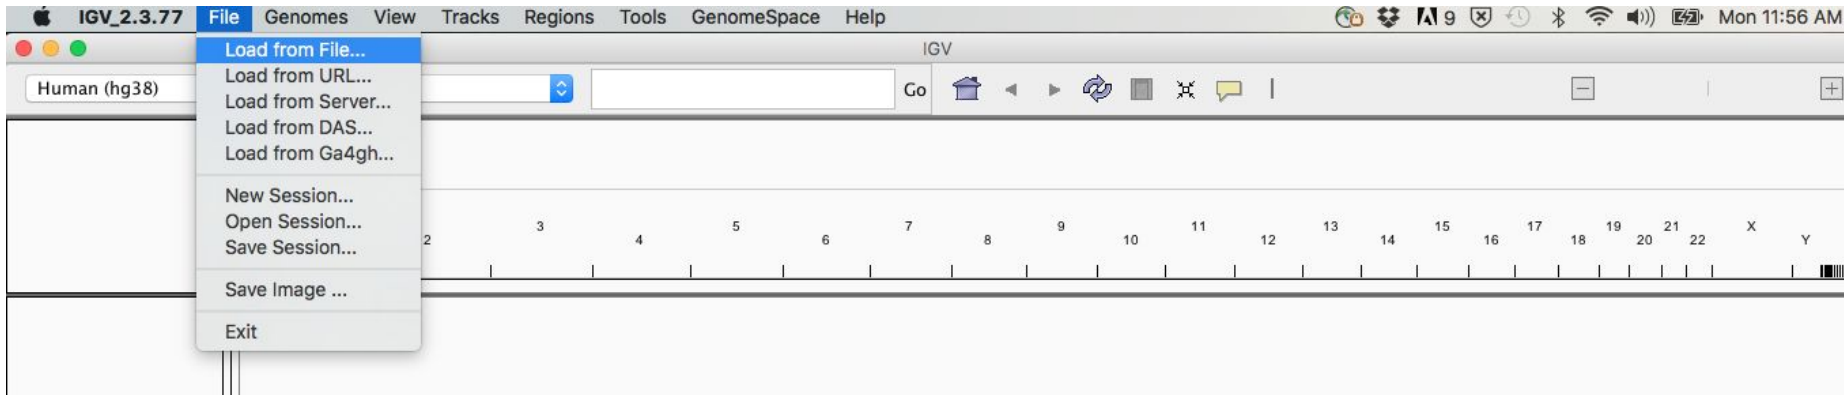 IGV_2.3.77 File Genomes View Tracks Regions Tools GenomeSpace Help 9 Mon 11:56 AM
IGV
Human (hg38) Go
Load from File...
Load from URL...
Load from Server...
Load from DAS...
Load from Ga4gh...
New Session...
Open Session...
Save Session...
Save Image ...
Exit
2 3 4 5 6 7 8 9 10 11 12 13 14 15 16 17 18 19 20 21 22 X Y